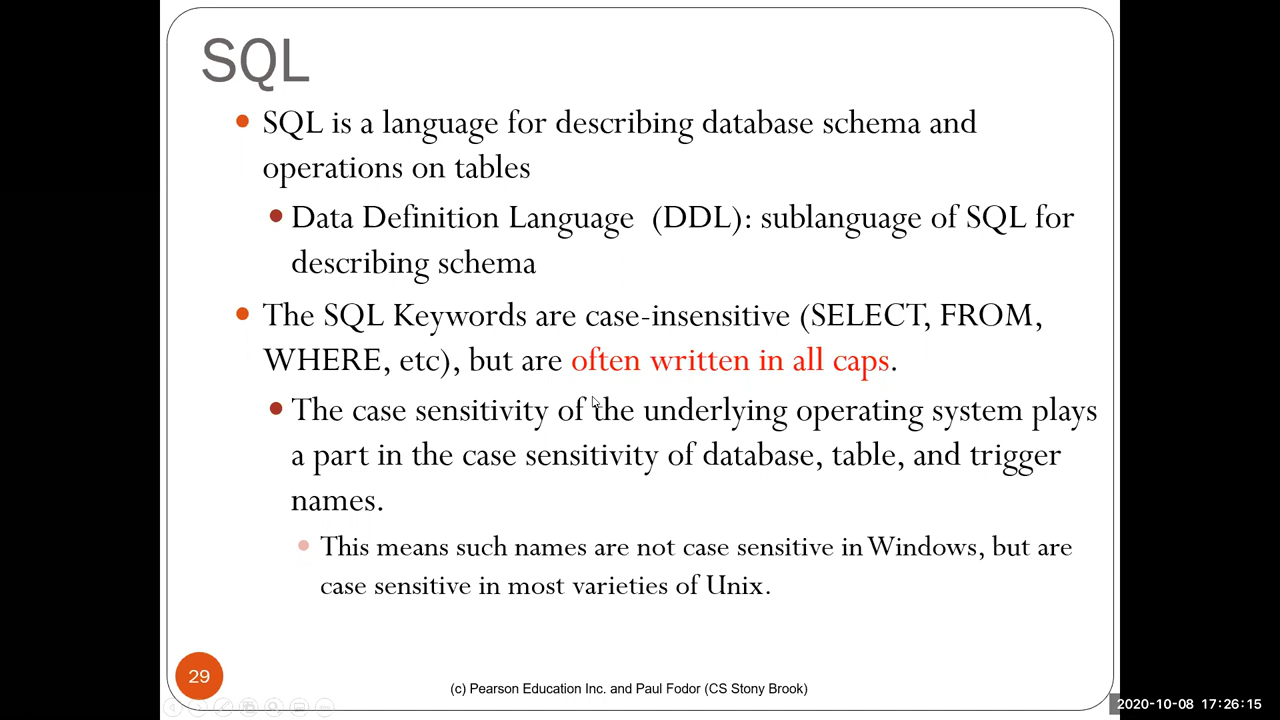 SQL
SQL is a language for describing database schema and
operations on tables
Data Definition Language (DDL): sublanguage of SQL for
describing schema
The SQL Keywords are case-insensitive (SELECT, FROM,
WHERE, etc), but are often written in all caps.
The case sensitivity of the underlying operating system plays
a part in the case sensitivity of database, table, and trigger
names.
This means such names are not case sensitive in Windows, but are
case sensitive in most varieties of Unix.
29
(c) Pearson Education Inc. and Paul Fodor (CS Stony Brook)
2020-10-08 17:26:15